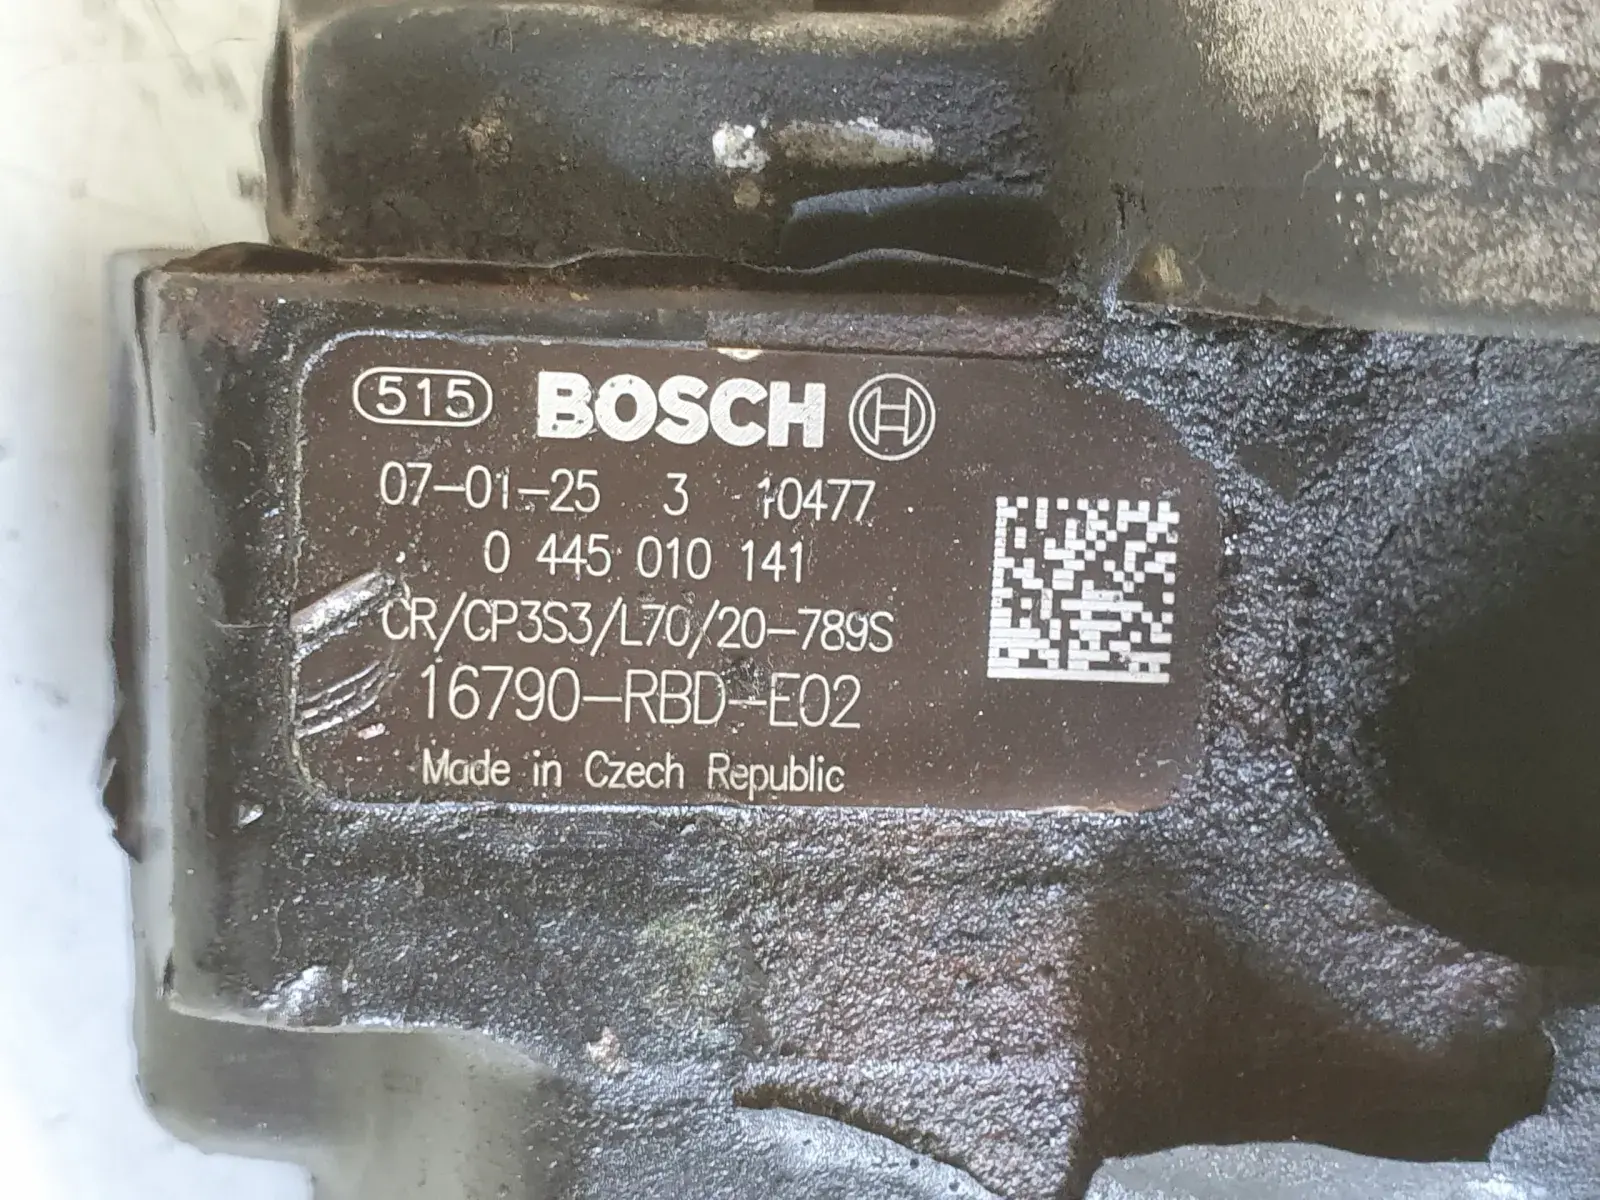 515 BOSCH
07-01-25 3 10477
0 445 010 141
CR/CP3S3/L70/20-789S
16790-RBD-E02
Made in Czech Republic